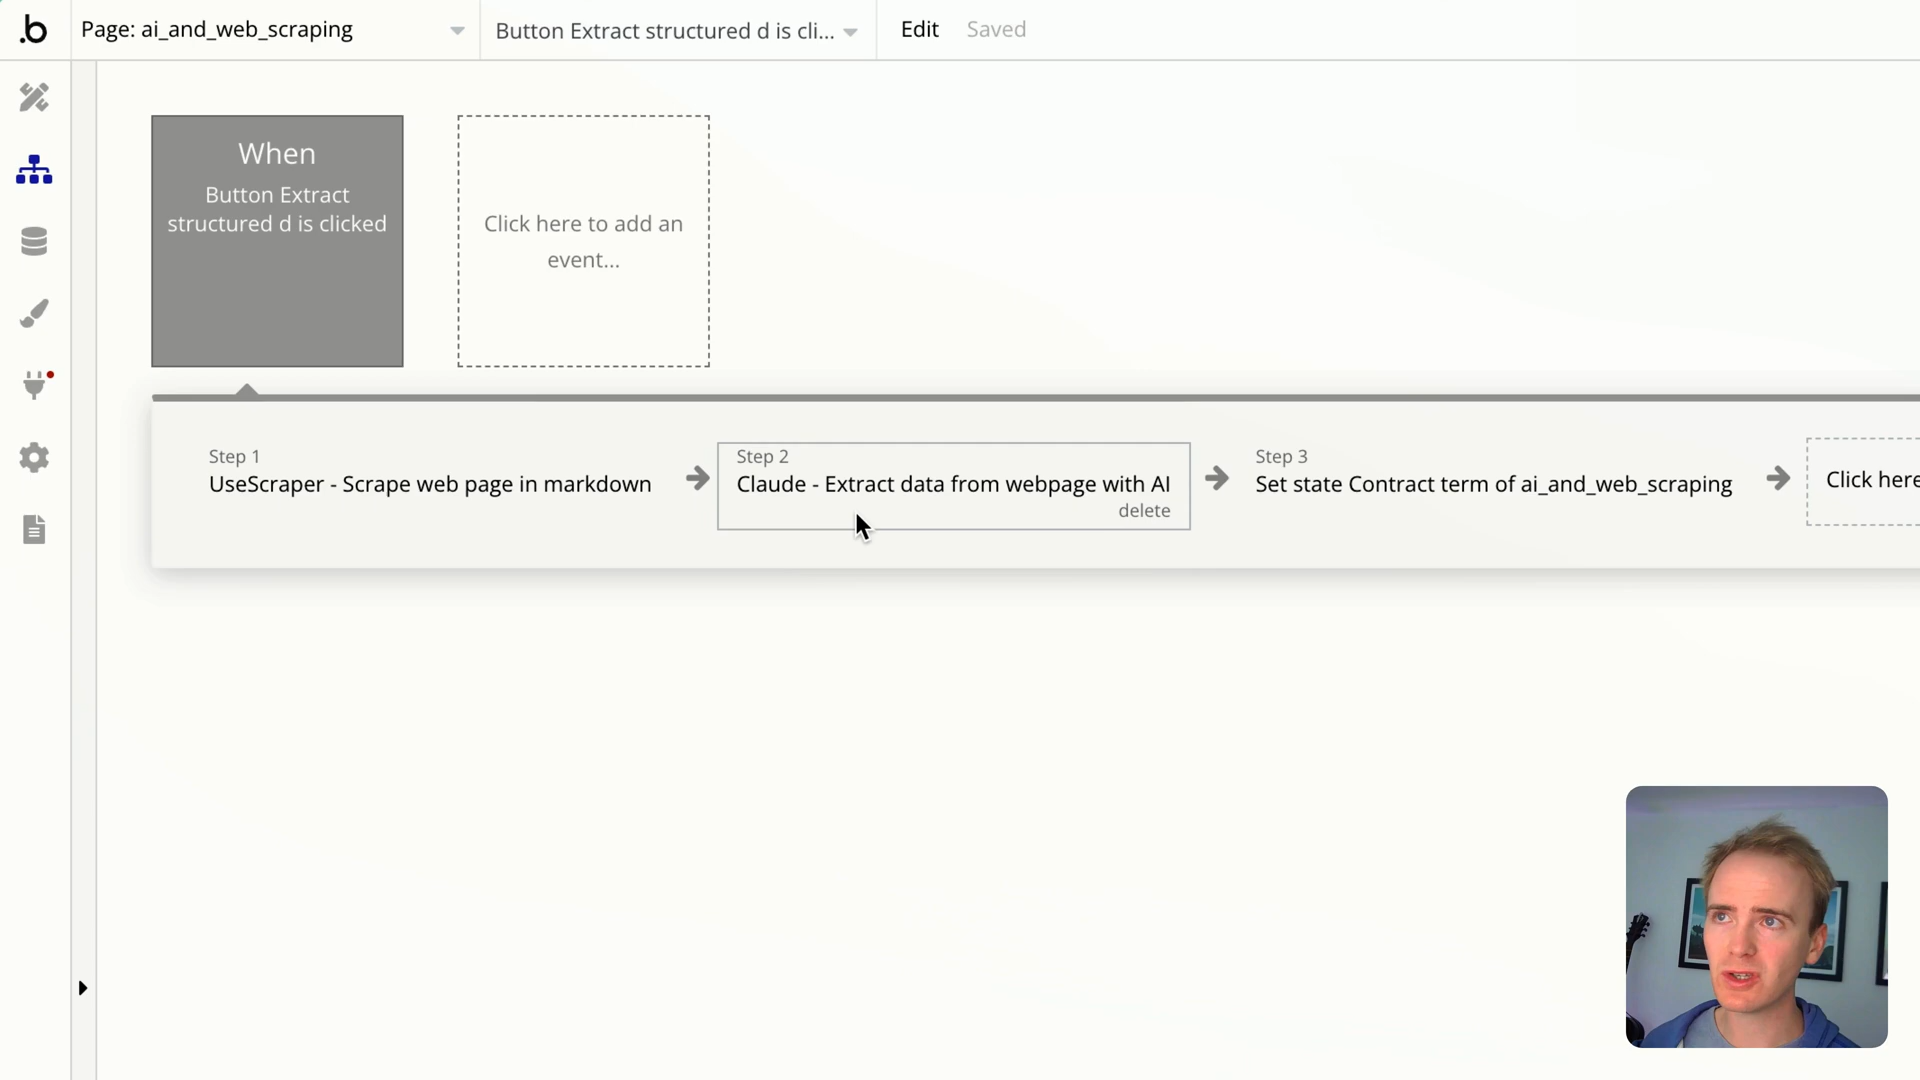 .b
Page: ai_and_web_scraping
Button Extract structured d is cli...
Edit
Saved
When
Button Extract
structured d is clicked
Click here to add an
event...
Step 1
UseScraper - Scrape web page in markdown
Step 2
Claude - Extract data from webpage with AI
delete
Step 3
Set state Contract term of ai_and_web_scraping
Click here